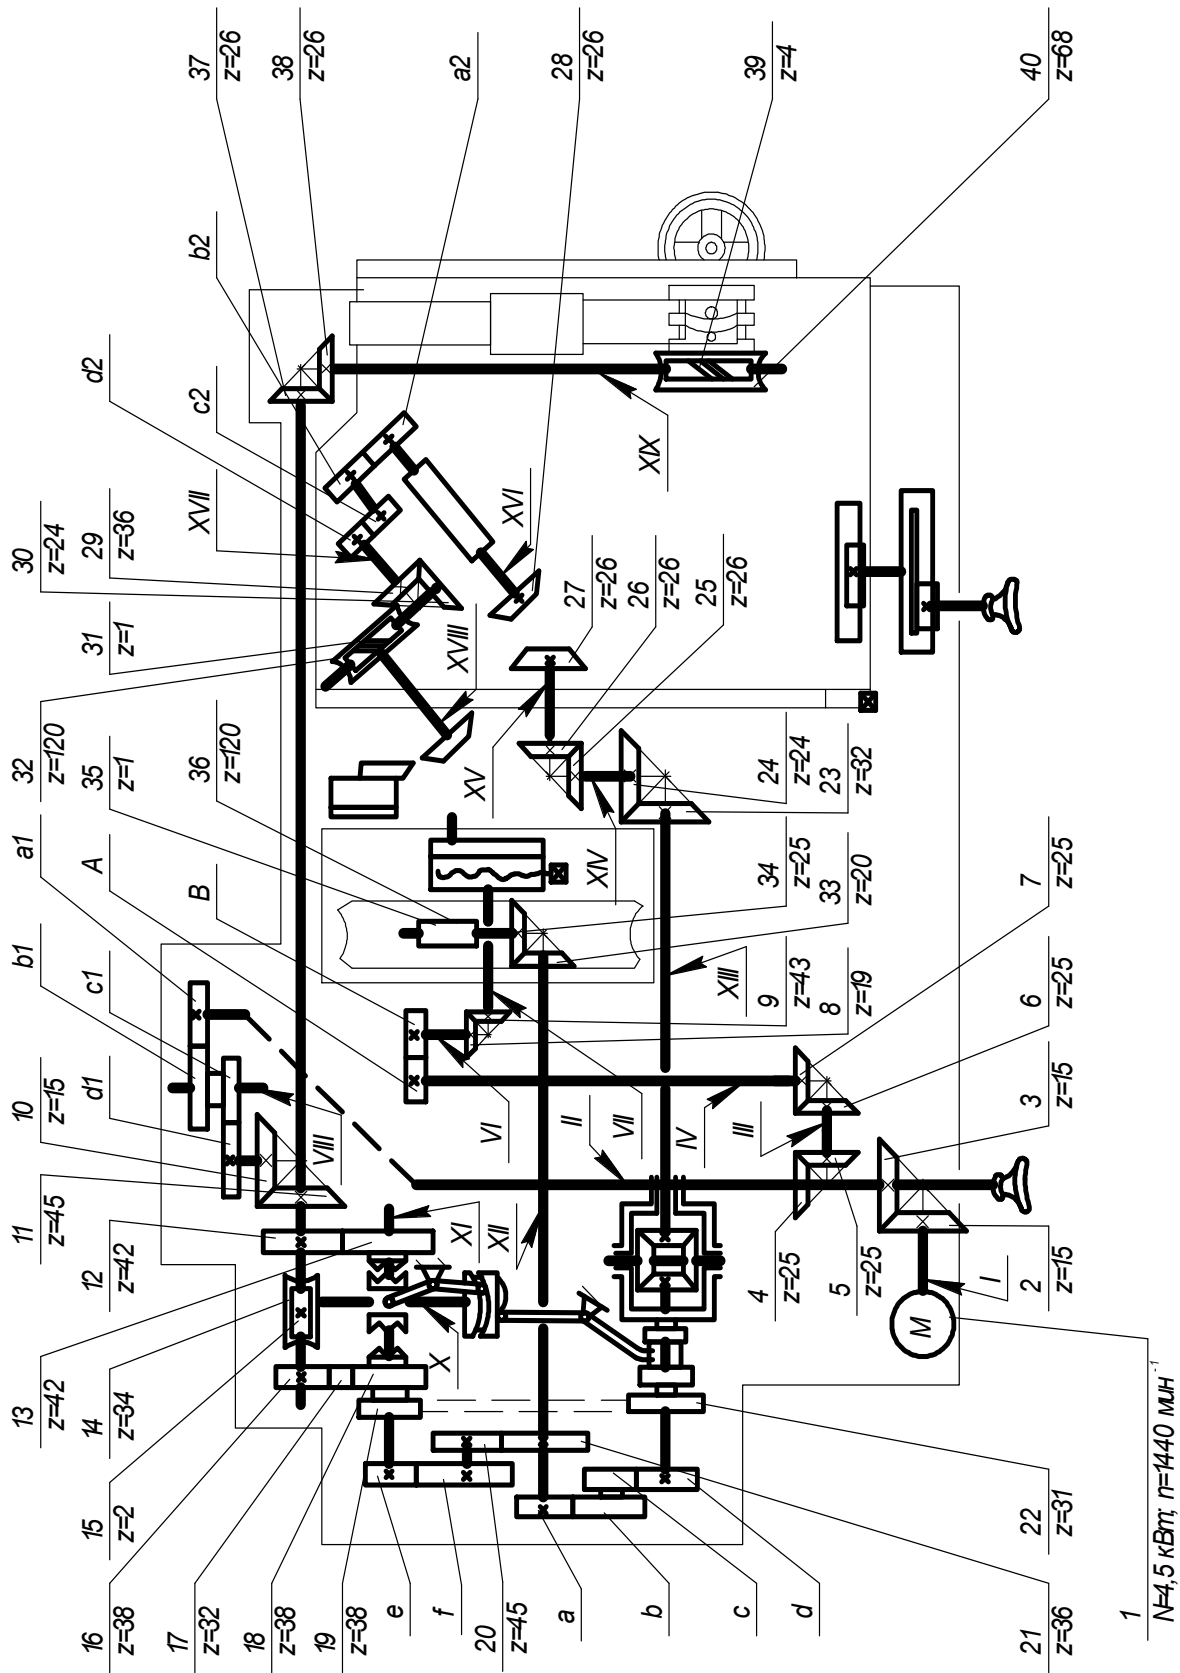 37
z=26
38
z=26
a2
28
z=26
39
z=4
40
z=68
b2
d2
c2
XVII
30
z=24
29
z=36
31
z=1
32
z=120
35
z=1
36
z=120
a1
A
B
b1
c1
10
z=15
d1
11
z=45
12
z=42
13
z=42
14
z=34
15
z=2
16
z=38
17
z=32
18
z=38
19
z=38
e
f
20
z=45
a
b
c
d
21
z=36
22
z=31
1
N=4,5 кВт; n=1440 мин⁻¹
XIX
XVI
XVIII
27
z=26
26
z=26
25
z=26
XV
XIV
24
z=24
23
z=32
34
z=25
33
z=20
XIII
9
z=43
8
z=19
7
z=25
6
z=25
3
z=15
VIII
VI
II
VII
IV
III
XI
XII
X
4
z=25
5
z=25
I
2
z=15
M